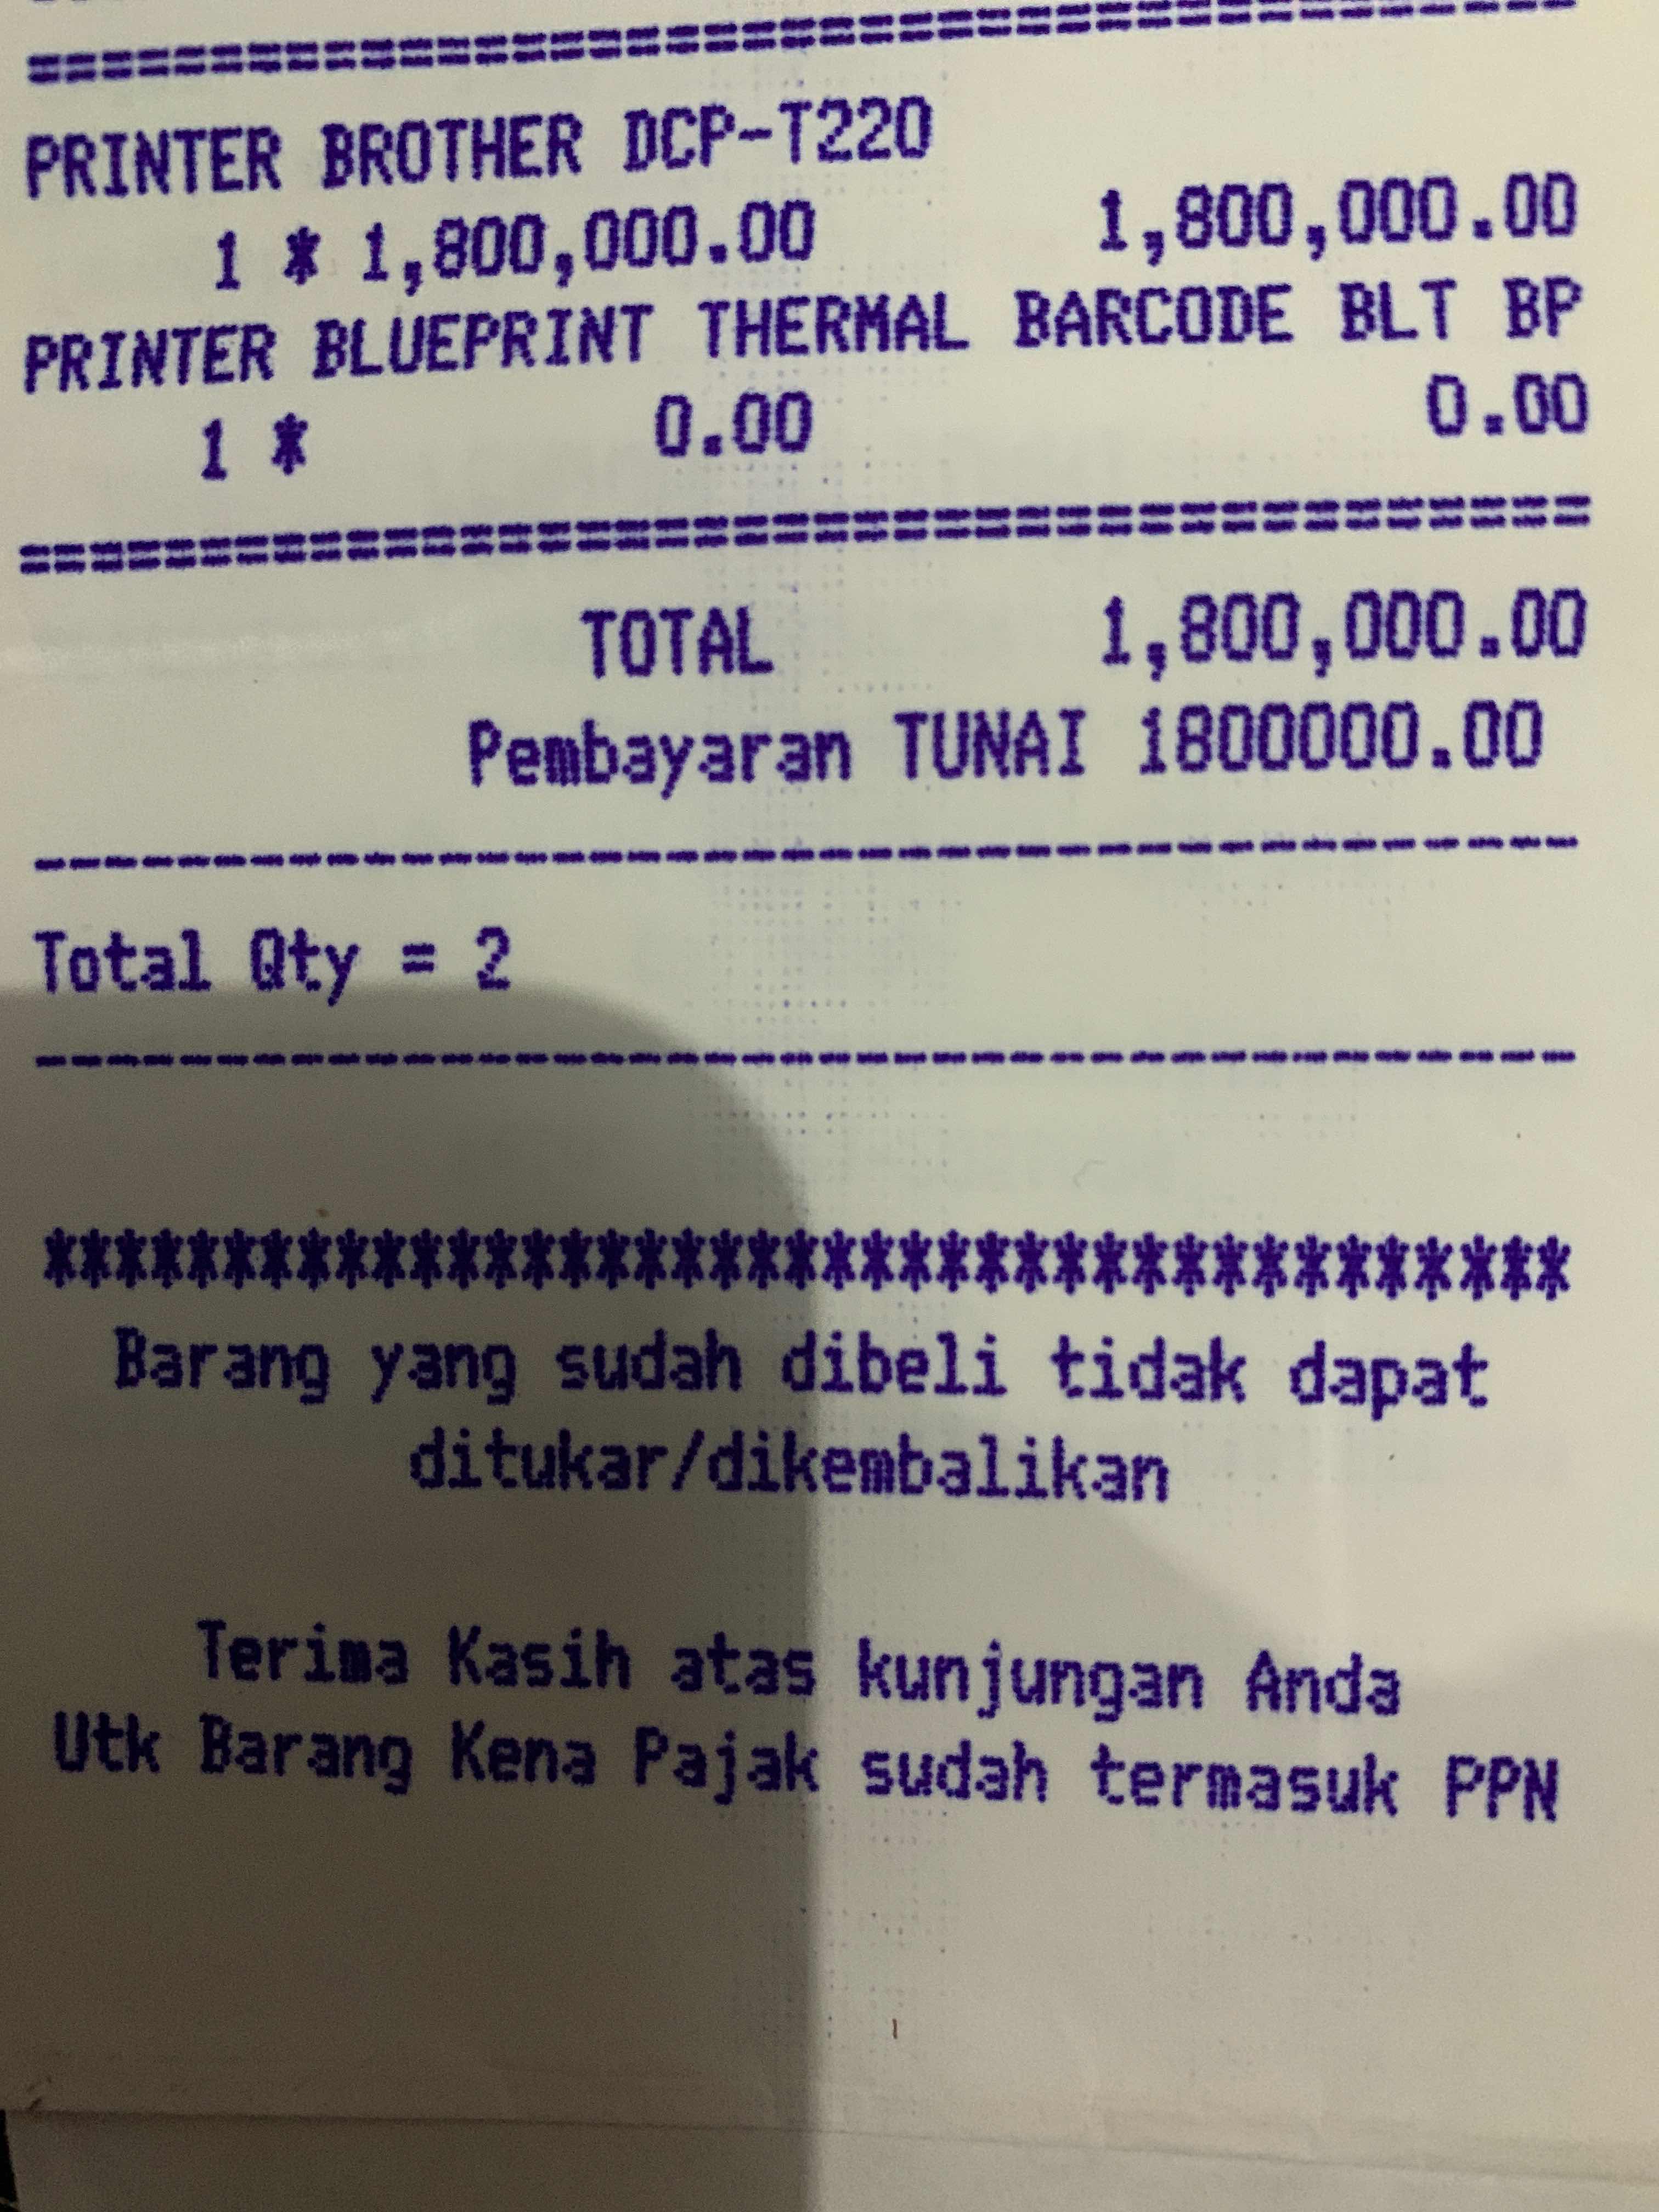 PRINTER BROTHER DCP-T220
1 * 1,800,000.00 1,800,000.00
PRINTER BLUEPRINT THERMAL BARCODE BLT BP
1 * 0.00 0.00
TOTAL 1,800,000.00
Pembayaran TUNAI 1800000.00
Total Qty = 2
****************************************
Barang yang sudah dibeli tidak dapat
ditukar/dikembalikan
Terima Kasih atas kunjungan Anda
Utk Barang Kena Pajak sudah termasuk PPN